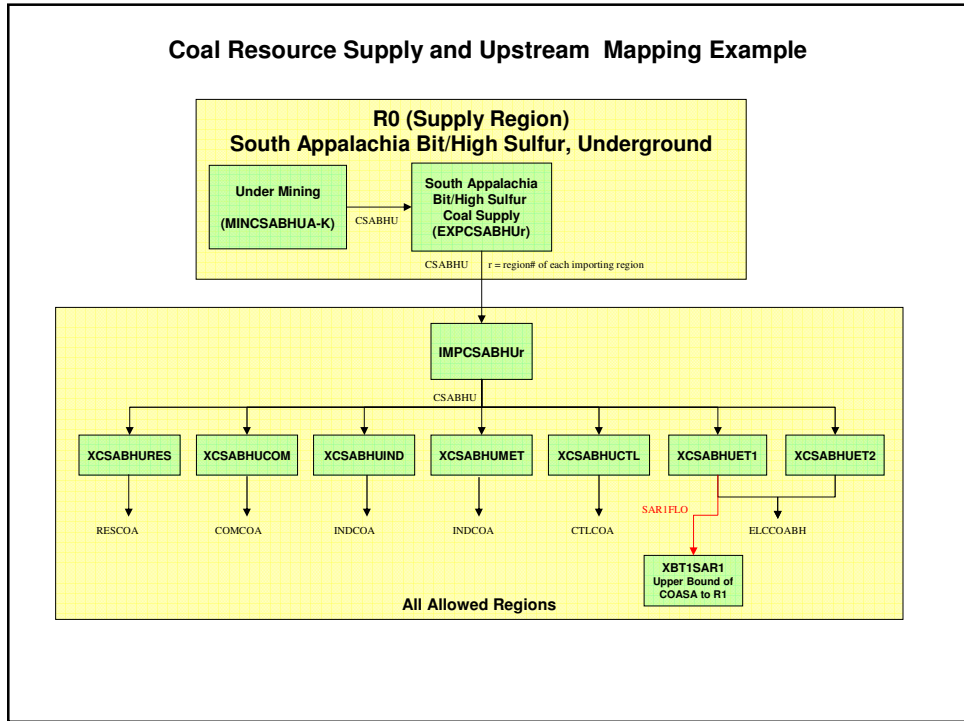 Coal Resource Supply and Upstream Mapping Example
R0 (Supply Region)
South Appalachia Bit/High Sulfur, Underground
Under Mining
(MINCSABHUA-K)
CSABHU
South Appalachia
Bit/High Sulfur
Coal Supply
(EXPCSABHUr)
CSABHU
r = region# of each importing region
IMPCSABHUr
CSABHU
XCSABHURES
XCSABHUCOM
XCSBHUIND
XCSABHUMET
XCSABHUCTL
XCSABHUET1
XCSABHUET2
RESCOA
COMCOA
INDCOA
INDCOA
CTLCOA
SAR1FLO
ELCCOABH
XBT1SAR1
Upper Bound of
COASA to R1
All Allowed Regions